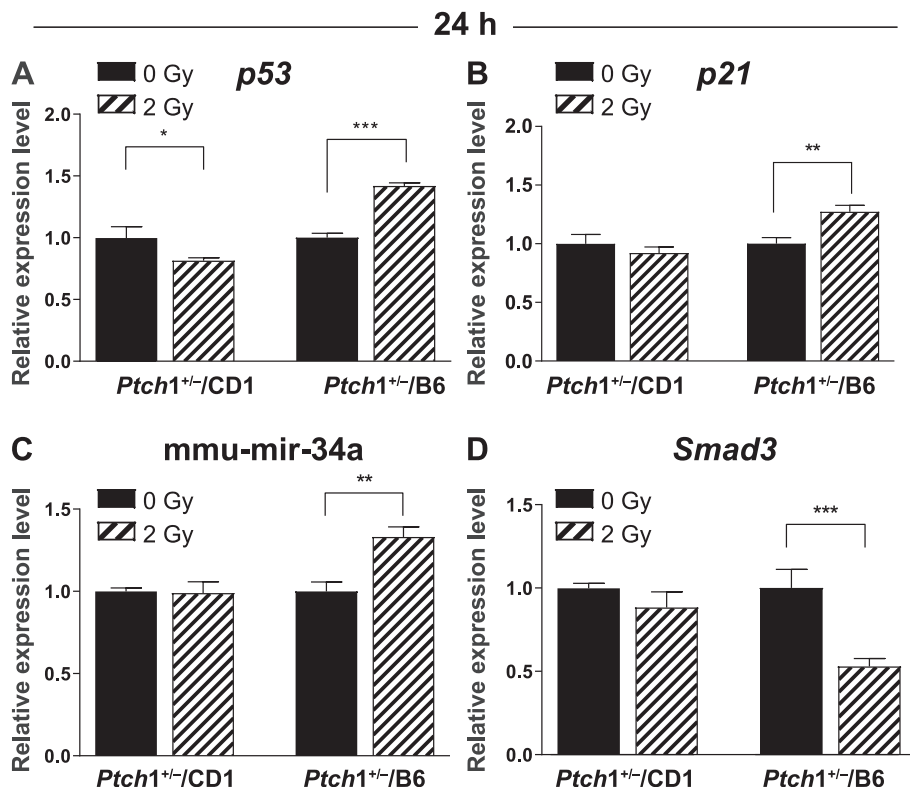 24 h
A
p53
0 Gy
2 Gy
Relative expression level
2.0
1.5
1.0
0.5
0.0
*
***
Ptch1+/–/CD1
Ptch1+/–/B6
B
p21
0 Gy
2 Gy
Relative expression level
2.0
1.5
1.0
0.5
0.0
**
Ptch1+/–/CD1
Ptch1+/–/B6
C
mmu-mir-34a
0 Gy
2 Gy
Relative expression level
1.5
1.0
0.5
0.0
**
Ptch1+/–/CD1
Ptch1+/–/B6
D
Smad3
0 Gy
2 Gy
Relative expression level
1.5
1.0
0.5
0.0
***
Ptch1+/–/CD1
Ptch1+/–/B6